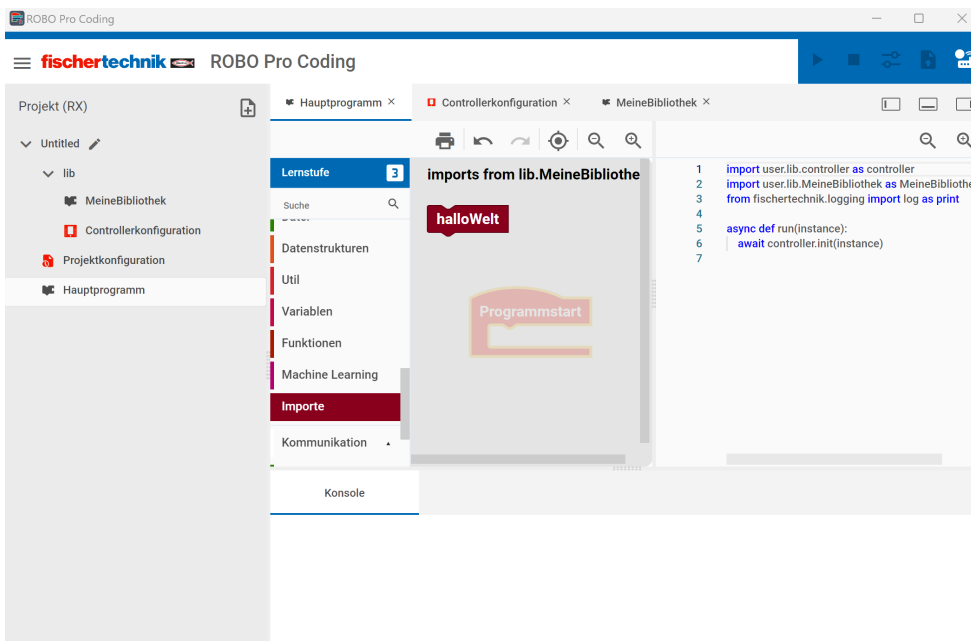 ROBO Pro Coding
fischertechnik ROBO Pro Coding
Projekt (RX)
Untitled
lib
MeineBibliothek
Controllerkonfiguration
Projektkonfiguration
Hauptprogramm
Hauptprogramm × Controllerkonfiguration × MeineBibliothek ×
Lernstufe 3
Suche
Datenstrukturen
Util
Variablen
Funktionen
Machine Learning
Importe
Kommunikation
imports from lib.MeineBibliothe
halloWelt
Programmstart
1 import user.lib.controller as controller
2 import user.lib.MeineBibliothek as MeineBibliothe
3 from fischertechnik.logging import log as print
4
5 async def run(instance):
6 await controller.init(instance)
7
Konsole